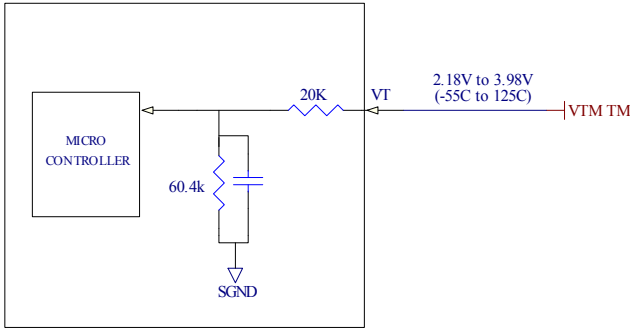 2.18V to 3.98V
(-55C to 125C)
20K
VT
VTM TM
MICRO
CONTROLLER
60.4k
SGND